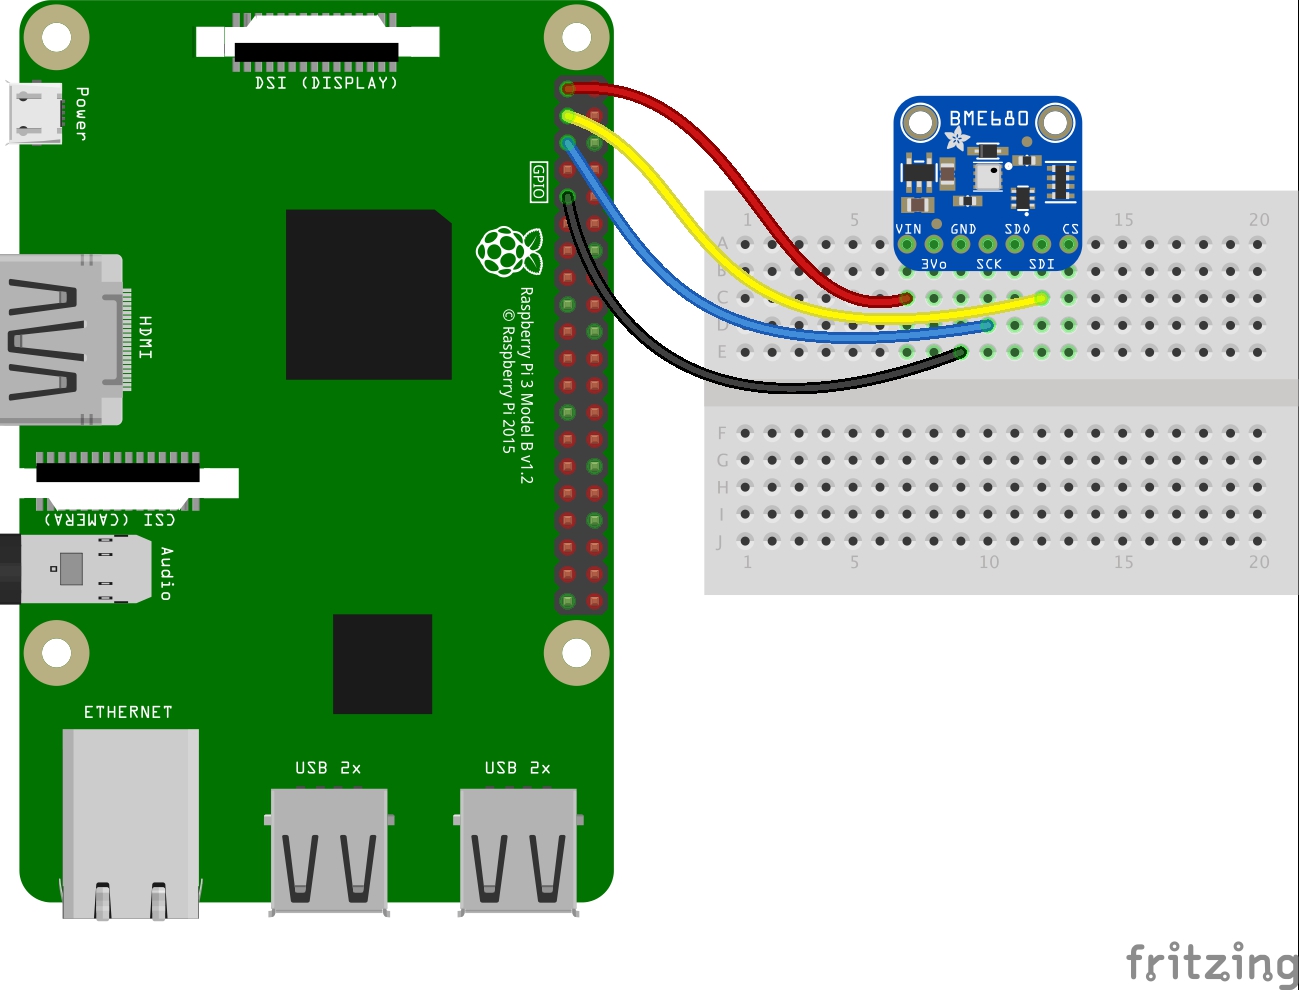 DSI (DISPLAY)
Power
GPIO
HDMI
Raspberry Pi 3 Model B v1.2
© Raspberry Pi 2015
CSI (CAMERA)
Audio
ETHERNET
USB 2x
USB 2x
BME680
VIN GND SDO CS
3Vo SCK SDI
1 5 15 20
A
B
C
D
E
F
G
H
I
J
1 5 10 15 20
fritzing